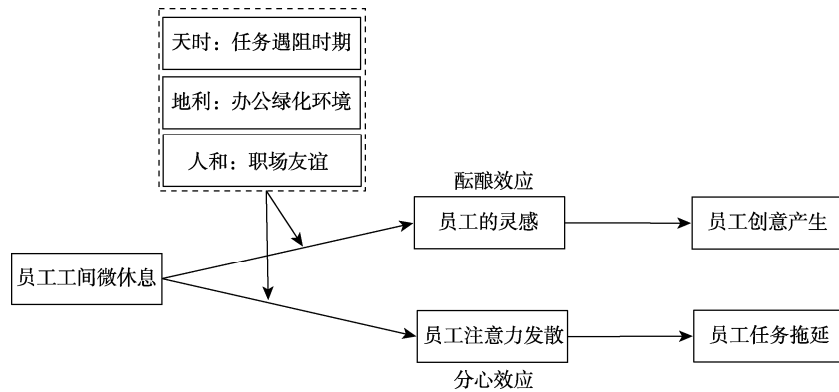 天时：任务遇阻时期
地利：办公绿化环境
人和：职场友谊
酝酿效应
员工的灵感
员工创意产生
员工工间微休息
员工注意力发散
员工任务拖延
分心效应